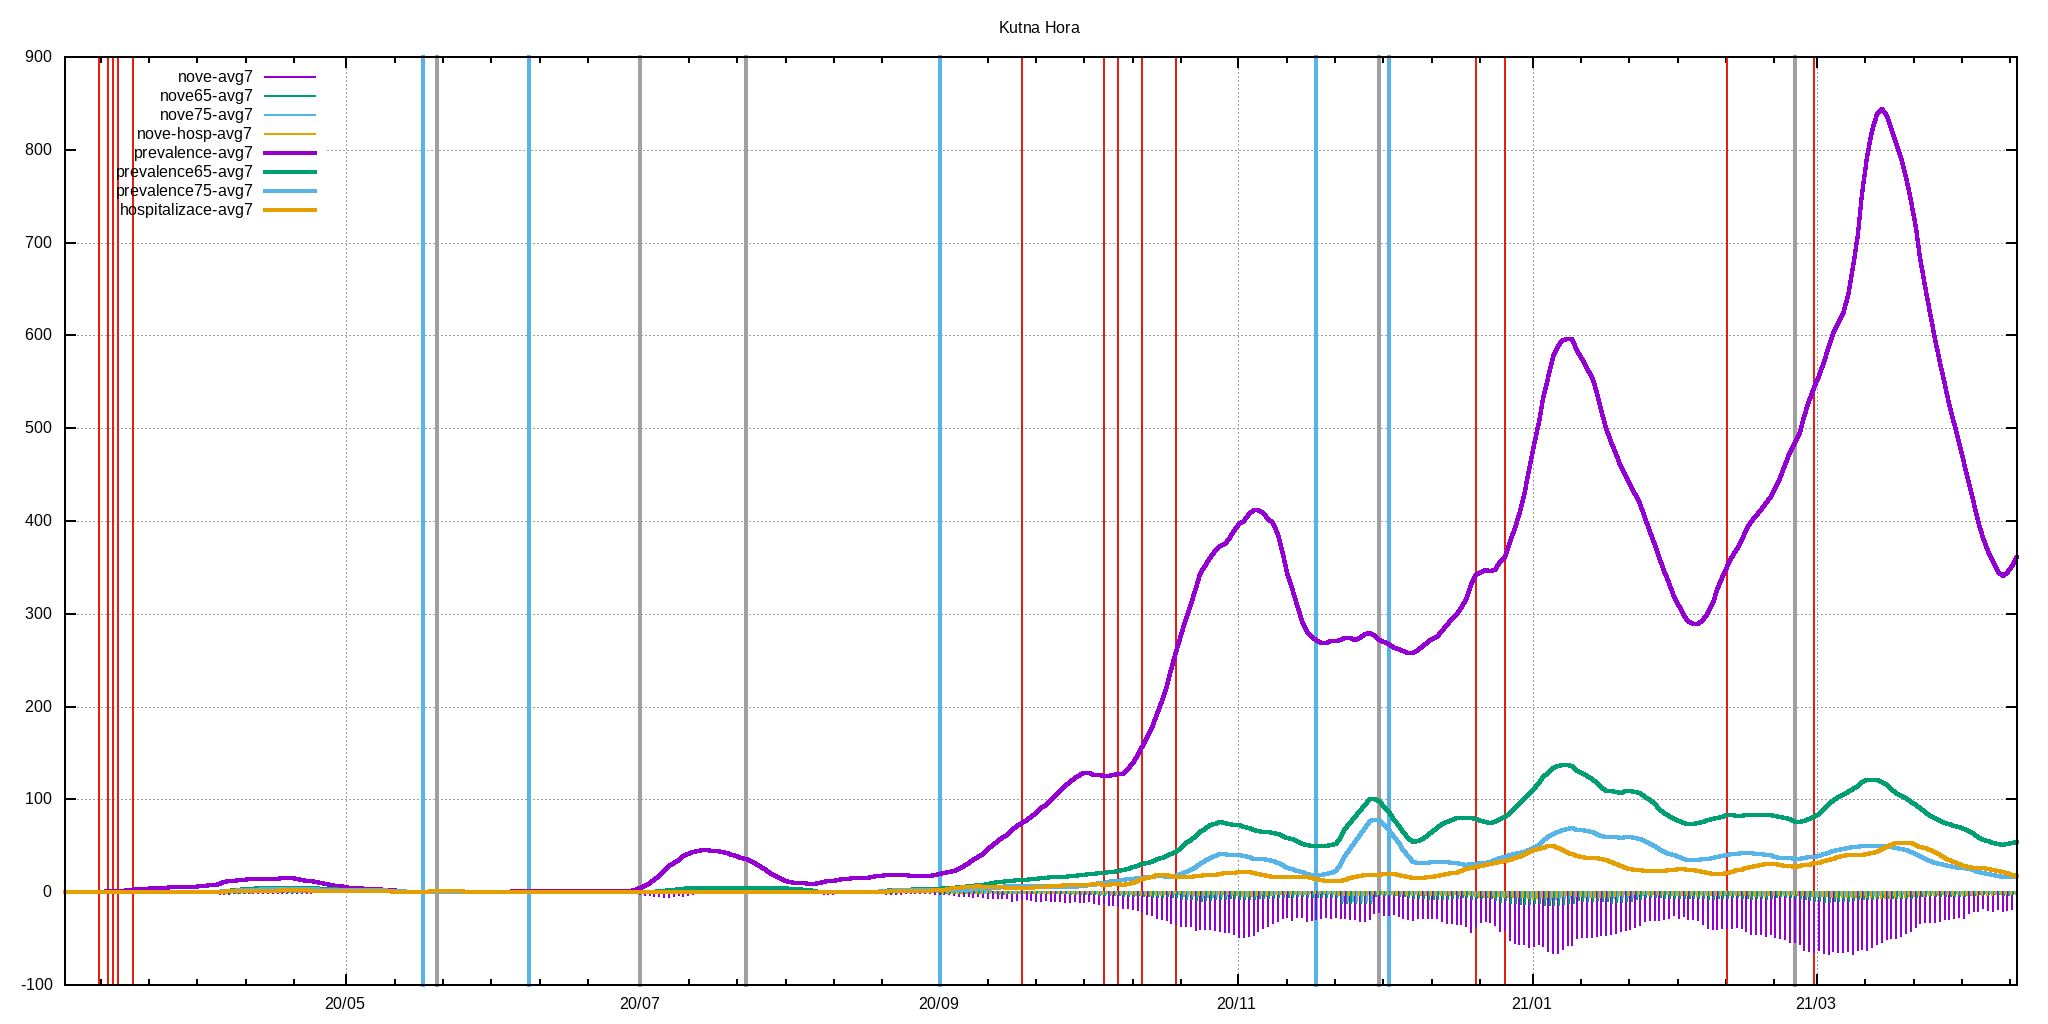 Kutna Hora
900
800
700
600
500
400
300
200
100
0
-100
nove-avg7
nove65-avg7
nove75-avg7
nove-hosp-avg7
prevalence-avg7
prevalence65-avg7
prevalence75-avg7
hospitalizace-avg7
20/05 20/07 20/09 20/11 21/01 21/03